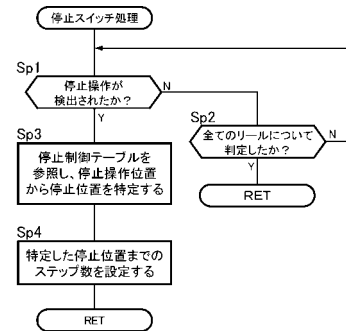 停止スイッチ処理
Sp1
停止操作が
検出されたか？
N
Y
Sp2
全てのリールについて
判定したか？
N
Y
RET
Sp3
停止制御テーブルを
参照し、停止操作位置
から停止位置を特定する
Sp4
特定した停止位置までの
ステップ数を設定する
RET